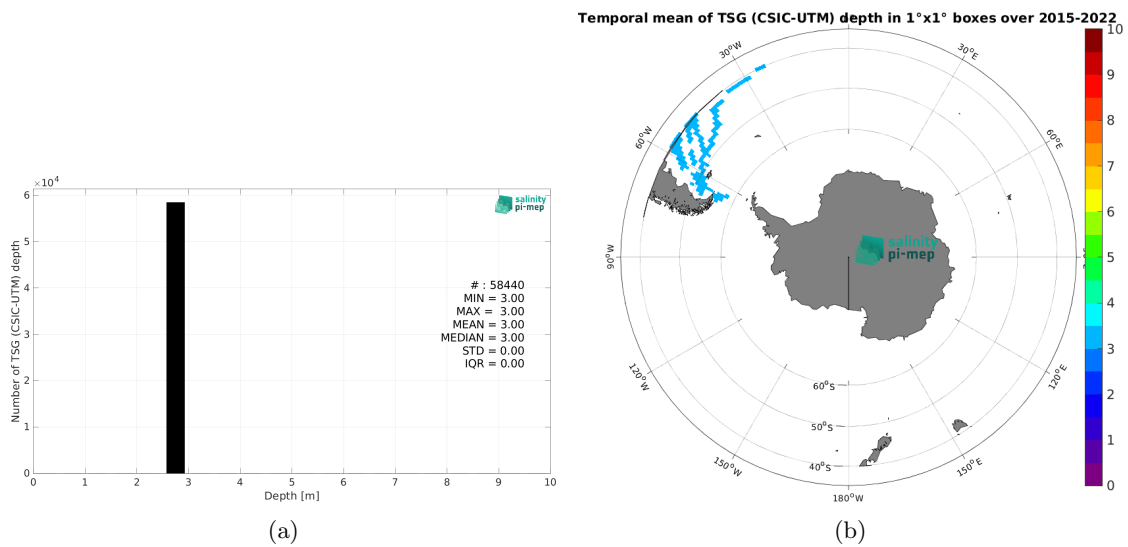 Temporal mean of TSG (CSIC-UTM) depth in 1°x1° boxes over 2015-2022
×10⁴
6
5
4
3
2
1
0
Number of TSG (CSIC-UTM) depth
0 1 2 3 4 5 6 7 8 9 10
Depth [m]
salinity
pi-mep
# : 58440
MIN = 3.00
MAX = 3.00
MEAN = 3.00
MEDIAN = 3.00
STD = 0.00
IQR = 0.00
(a)
30°W
30°E
60°W
60°E
90°W
120°W
120°E
150°W
150°E
180°W
60°S
50°S
40°S
salinity
pi-mep
10
9
8
7
6
5
4
3
2
1
0
(b)